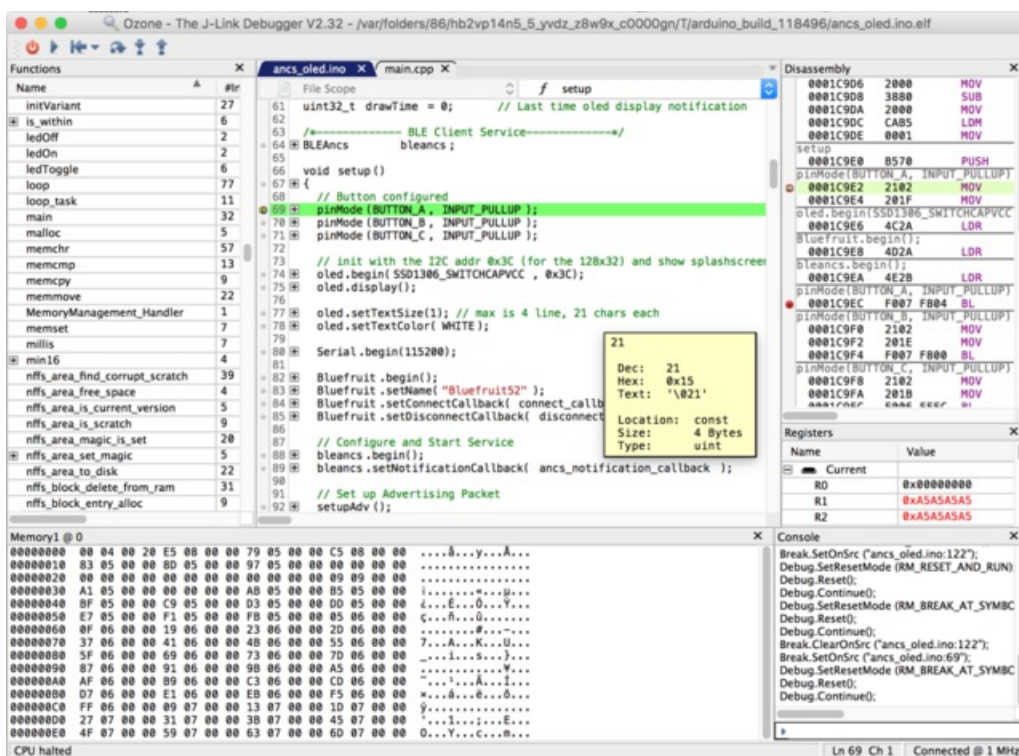 Ozone - The J-Link Debugger V2.32 - /var/folders/86/hb2vp14n5_5_yvdz_z8w9x_c0000gn/T/arduino_build_118496/ancs_oled.ino.elf
Functions
Name #Ir
initVariant 27
is_within 6
ledOff 2
ledOn 2
ledToggle 6
loop 77
loop_task 11
main 32
malloc 5
memchr 57
memcmp 13
memcpy 9
memmove 22
MemoryManagement_Handler 1
memset 7
millis 7
min16 4
nffs_area_find_corrupt_scratch 39
nffs_area_free_space 4
nffs_area_is_current_version 5
nffs_area_is_scratch 9
nffs_area_magic_is_set 20
nffs_area_set_magic 5
nffs_area_to_disk 22
nffs_block_delete_from_ram 31
nffs_block_entry_alloc 9
ancs_oled.ino main.cpp
File Scope f setup
61 uint32_t drawTime = 0; // Last time oled display notification
62
63 /*------------- BLE Client Service-------------*/
64 BLEAncs bleancs;
65
66 void setup()
67 {
68 // Button configured
69 pinMode(BUTTON_A, INPUT_PULLUP );
70 pinMode(BUTTON_B, INPUT_PULLUP );
71 pinMode(BUTTON_C, INPUT_PULLUP );
72
73 // init with the I2C addr 0x3C (for the 128x32) and show splashscreen
74 oled.begin(SSD1306_SWITCHCAPVCC , 0x3C);
75 oled.display();
76
77 oled.setTextSize(1); // max is 4 line, 21 chars each
78 oled.setTextColor( WHITE);
79
80 Serial.begin(115200);
81
82 Bluefruit.begin();
83 Bluefruit.setName( "Bluefruit52" );
84 Bluefruit.setConnectCallback( connect_callb
85 Bluefruit.setDisconnectCallback( disconnect
86
87 // Configure and Start Service
88 bleancs.begin();
89 bleancs.setNotificationCallback( ancs_notification_callback );
90
91 // Set up Advertising Packet
92 setupAdv ();
21
Dec: 21
Hex: 0x15
Text: '\021'
Location: const
Size: 4 Bytes
Type: uint
Disassembly
0001C9D6 2000 MOV
0001C9D8 3880 SUB
0001C9DA 2000 MOV
0001C9DC CAB5 LDM
0001C9DE 0001 MOV
setup
0001C9E0 B570 PUSH
pinMode(BUTTON_A, INPUT_PULLUP)
0001C9E2 2102 MOV
0001C9E4 201F MOV
oled.begin(SSD1306_SWITCHCAPVCC
0001C9E6 4C2A LDR
Bluefruit.begin();
0001C9E8 4D2A LDR
bleancs.begin();
0001C9EA 4E2B LDR
pinMode(BUTTON_A, INPUT_PULLUP)
0001C9EC F007 F804 BL
pinMode(BUTTON_B, INPUT_PULLUP)
0001C9F0 2102 MOV
0001C9F2 201E MOV
0001C9F4 F007 F800 BL
pinMode(BUTTON_C, INPUT_PULLUP)
0001C9F8 2102 MOV
0001C9FA 201B MOV
Registers
Name Value
Current
R0 0x00000000
R1 0xA5A5A5A5
R2 0xA5A5A5A5
Memory1 @ 0
00000000 00 04 00 20 E5 08 00 00 79 05 00 00 C5 08 00 00 ....å...y...Å...
00000010 83 05 00 00 8D 05 00 00 97 05 00 00 00 00 00 00 ................
00000020 00 00 00 00 00 00 00 00 00 00 00 00 09 09 00 00 ................
00000030 A1 05 00 00 00 00 00 00 AB 05 00 00 B5 05 00 00 ¡.......«...µ...
00000040 BF 05 00 00 C9 05 00 00 D3 05 00 00 DD 05 00 00 ¿...É...Ó...Ý...
00000050 E7 05 00 00 F1 05 00 00 FB 05 00 00 05 06 00 00 ç...ñ...û.......
00000060 0F 06 00 00 19 06 00 00 23 06 00 00 2D 06 00 00 ........#...-...
00000070 37 06 00 00 41 06 00 00 4B 06 00 00 55 06 00 00 7...A...K...U...
00000080 5F 06 00 00 69 06 00 00 73 06 00 00 7D 06 00 00 _...i...s...}...
00000090 87 06 00 00 91 06 00 00 9B 06 00 00 A5 06 00 00 ............¥...
000000A0 AF 06 00 00 B9 06 00 00 C3 06 00 00 CD 06 00 00 ¯...¹...Ã...Í...
000000B0 D7 06 00 00 E1 06 00 00 EB 06 00 00 F5 06 00 00 ×...á...ë...õ...
000000C0 FF 06 00 00 09 07 00 00 13 07 00 00 1D 07 00 00 ÿ...............
000000D0 27 07 00 00 31 07 00 00 3B 07 00 00 45 07 00 00 '...1...;...E...
000000E0 4F 07 00 00 59 07 00 00 63 07 00 00 6D 07 00 00 O...Y...c...m...
Console
Break.SetOnSrc ("ancs_oled.ino:122");
Debug.SetResetMode (RM_RESET_AND_RUN)
Debug.Reset();
Debug.Continue();
Debug.SetResetMode (RM_BREAK_AT_SYMBC
Debug.Reset();
Debug.Continue();
Break.ClearOnSrc ("ancs_oled.ino:122");
Break.SetOnSrc ("ancs_oled.ino:69");
Debug.SetResetMode (RM_BREAK_AT_SYMBC
Debug.Reset();
Debug.Continue();
CPU halted
Ln 69 Ch 1 Connected @ 1 MHz